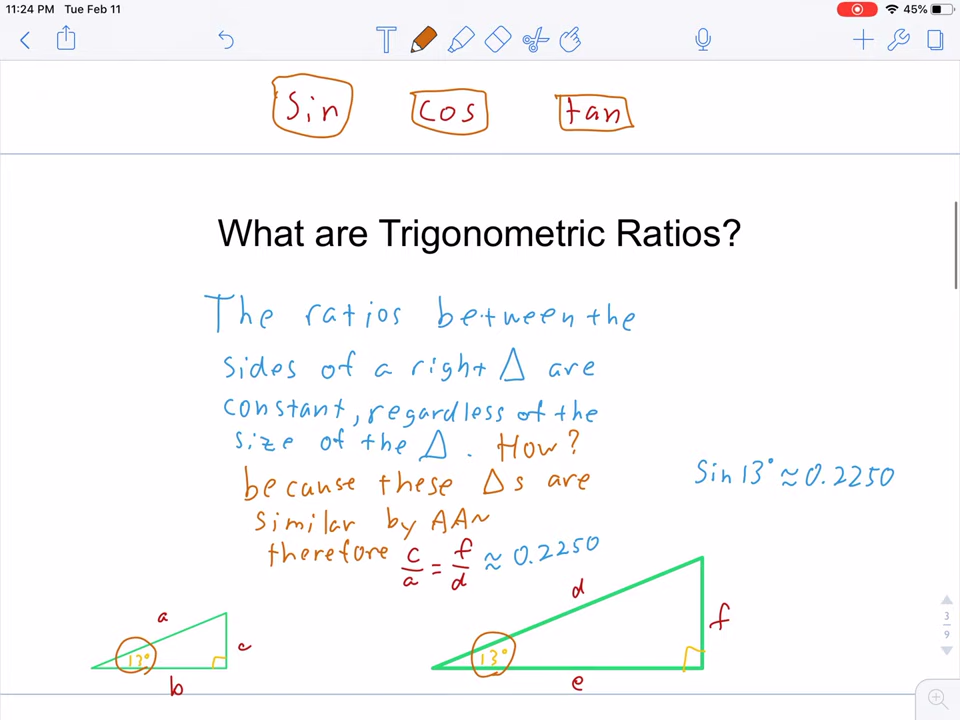 11:24 PM Tue Feb 11
45%
T
Sin cos tan
What are Trigonometric Ratios?
The ratios between the
sides of a right Δ are
constant, regardless of the
size of the Δ. How?
because these Δs are
similar by AA~
therefore c/a = f/d ≈ 0.2250
Sin 13° ≈ 0.2250
a
13°
c
b
d
13°
f
e
3
9